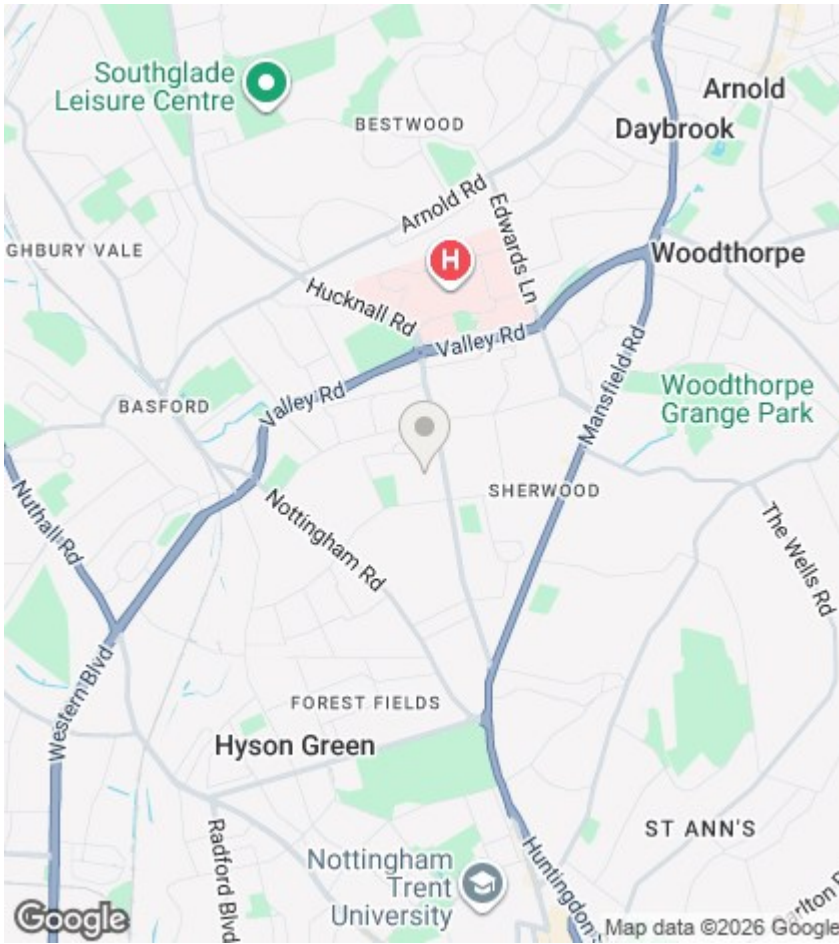 Southglade
Leisure Centre
BESTWOOD
Arnold
Daybrook
Arnold Rd
Edwards Ln
GHBURY VALE
H
Woodthorpe
Hucknall Rd
Valley Rd
Mansfield Rd
Woodthorpe
Grange Park
BASFORD
Valley Rd
SHERWOOD
Nuthall Rd
Nottingham Rd
The Wells Rd
Western Blvd
FOREST FIELDS
Hyson Green
Radford Blvd
ST ANN'S
Nottingham
Trent
University
Huntingdon
Carlton
Google
Map data ©2026 Google